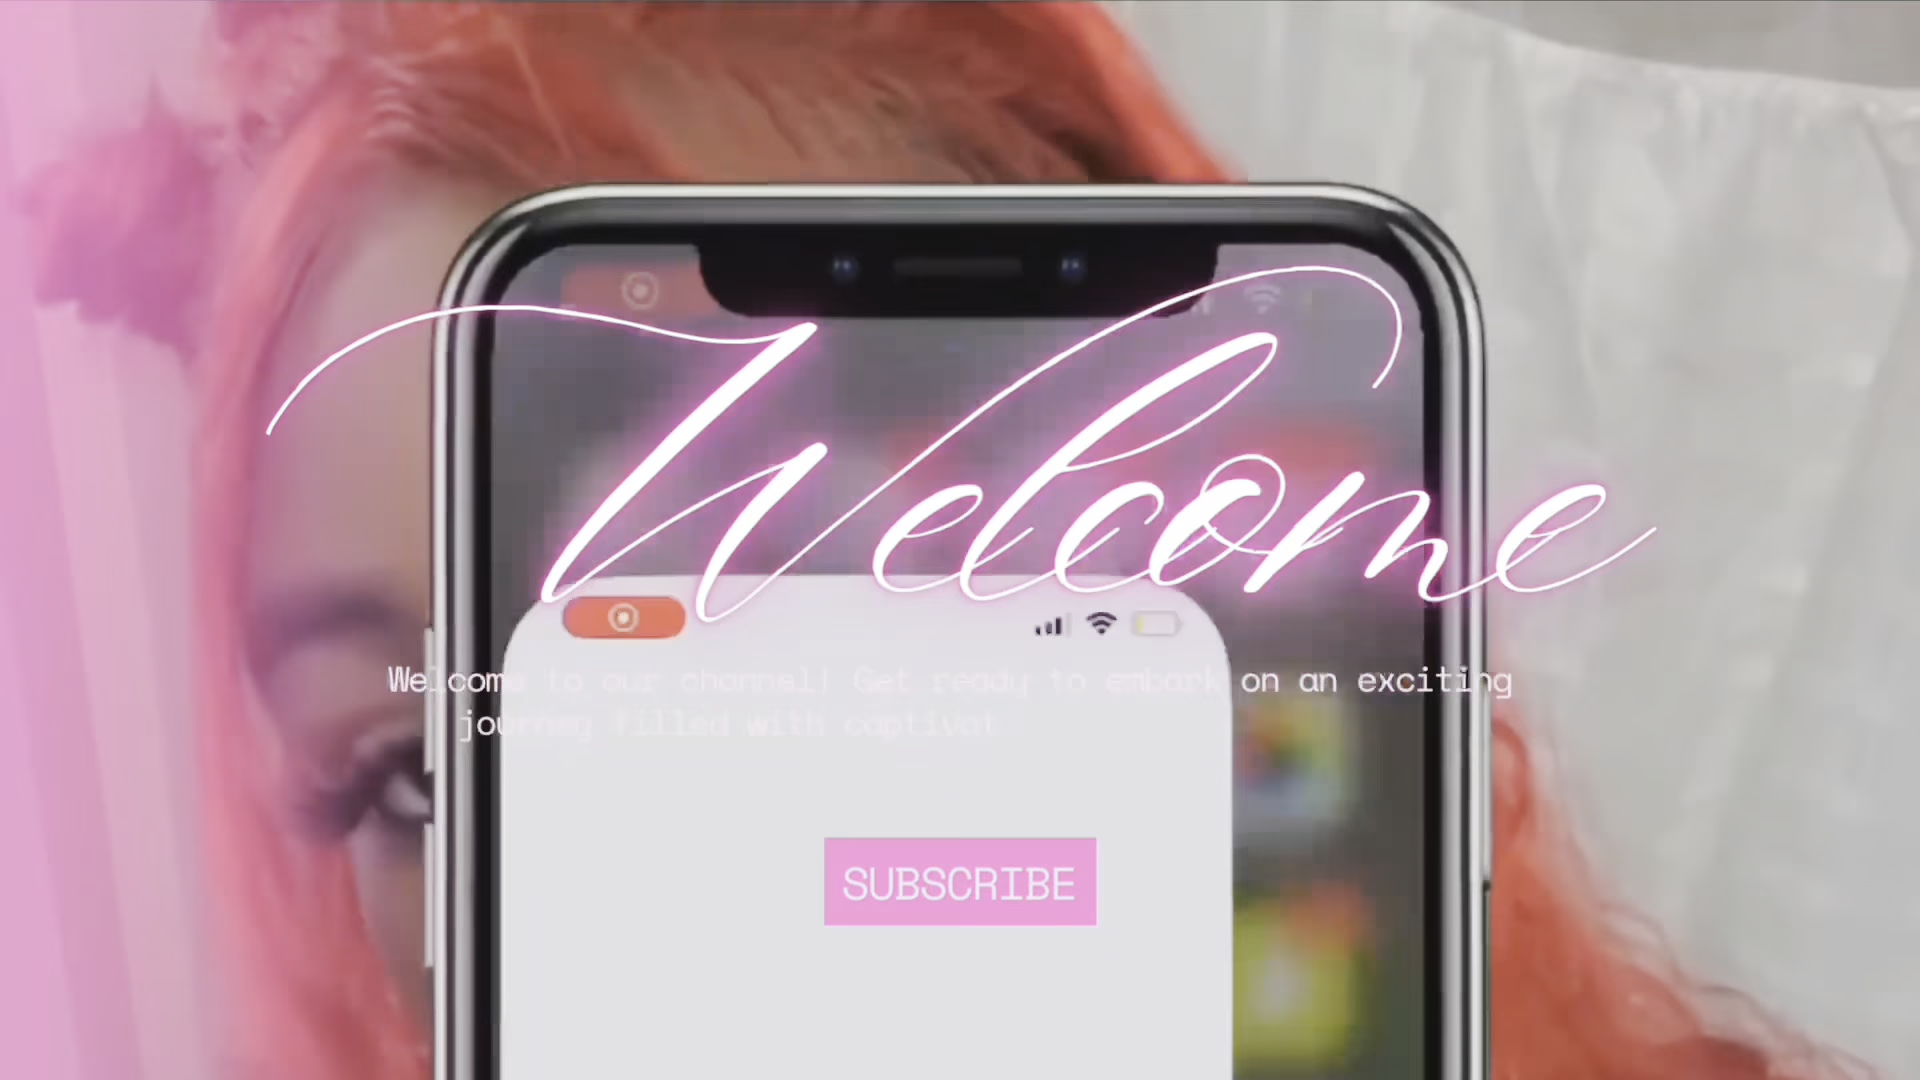 Welcome
Welcome to our channel! Get ready to embark on an exciting
journey filled with captivat
SUBSCRIBE